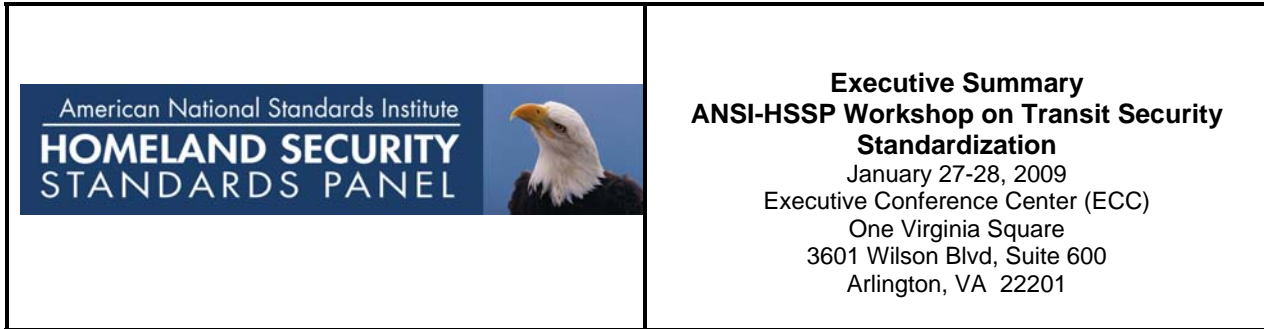 American National Standards Institute
HOMELAND SECURITY
STANDARDS PANEL
Executive Summary
ANSI-HSSP Workshop on Transit Security
Standardization
January 27-28, 2009
Executive Conference Center (ECC)
One Virginia Square
3601 Wilson Blvd, Suite 600
Arlington, VA 22201